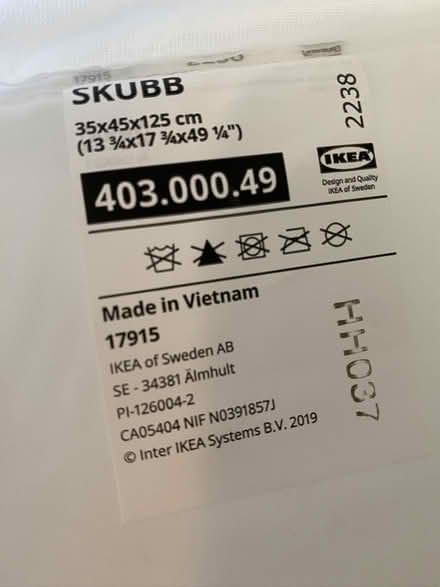 17915
SKUBB
35x45x125 cm
(13 ¾x17 ¾x49 ¼")
2238
403.000.49
IKEA
Design and Quality
IKEA of Sweden
Made in Vietnam
17915
IKEA of Sweden AB
SE - 34381 Älmhult
PI-126004-2
CA05404 NIF N0391857J
© Inter IKEA Systems B.V. 2019
HH037